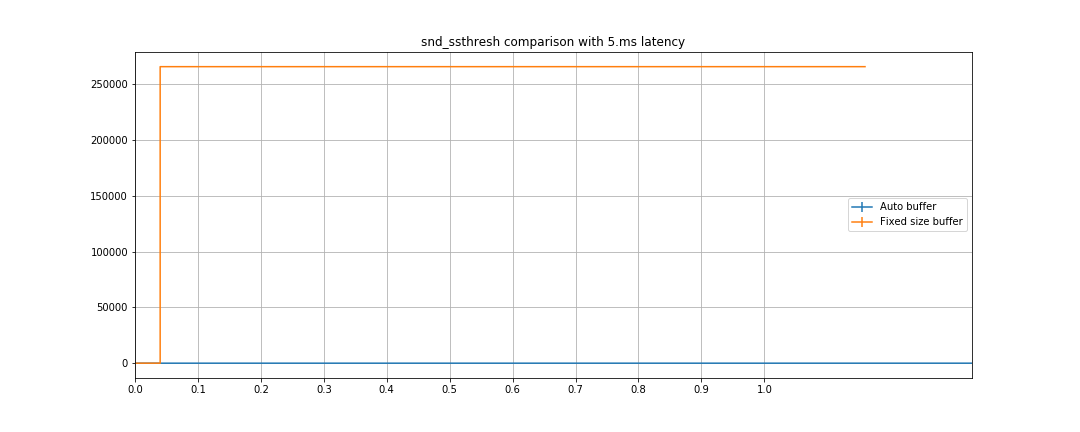 snd_ssthresh comparison with 5.ms latency
250000
200000
150000
100000
50000
0
0.0 0.1 0.2 0.3 0.4 0.5 0.6 0.7 0.8 0.9 1.0
Auto buffer
Fixed size buffer